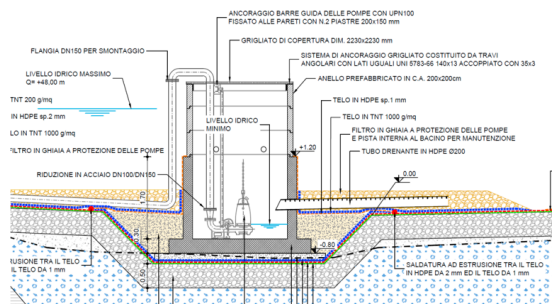 ANCORAGGIO BARRE GUIDA DELLE POMPE CON UPN100
FISSATO ALLE PARETI CON N.2 PIASTRE 200x150 mm
GRIGLIATO DI COPERTURA DIM. 2230x2230 mm
FLANGIA DN150 PER SMONTAGGIO
SISTEMA DI ANCORAGGIO GRIGLIATO COSTITUITO DA TRAVI
ANGOLARI CON LATI UGUALI UNI 5783-66 140x13 ACCOPPIATO CON 35x3
LIVELLO IDRICO MASSIMO
Q= +48,00 m
ANELLO PREFABBRICATO IN C.A. 200x200cm
TNT 200 g/mq
TELO IN HDPE sp.1 mm
IN HDPE sp.2 mm
LIVELLO IDRICO
MINIMO
TELO IN TNT 1000 g/mq
LO IN TNT 1000 g/mq
FILTRO IN GHIAIA A PROTEZIONE DELLE POMPE
E PISTA INTERNA AL BACINO PER MANUTENZIONE
FILTRO IN GHIAIA A PROTEZIONE DELLE POMPE
+1.20
TUBO DRENANTE IN HDPE Ø200
RIDUZIONE IN ACCIAIO DN100/DN150
0.00
1.70
-0.80
.50
RUSIONE TRA IL TELO
IL TELO DA 1 mm
SALDATURA AD ESTRUSIONE TRA IL TELO
IN HDPE DA 2 mm ED IL TELO DA 1 mm